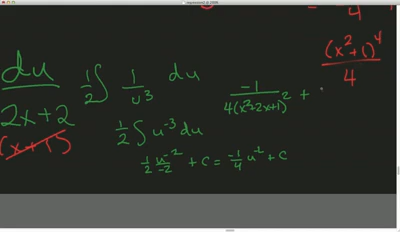 du
2x+2
(x+1)
1/2 ∫ 1/u³ du
1/2 ∫ u⁻³ du
1/2 u⁻²/-2 + C = -1/4 u⁻² + C
-1/4(x²+2x+1)² +
(x²+1)⁴/4
4